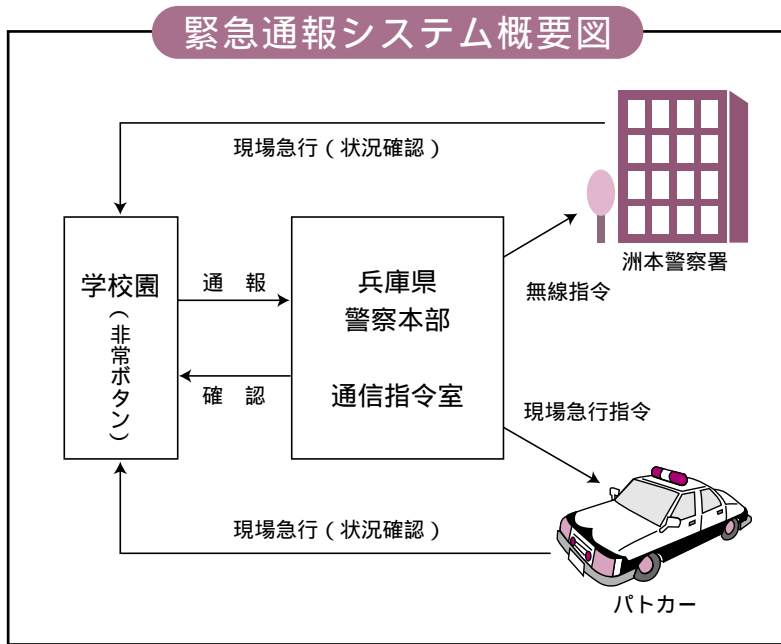 緊急通報システム概要図
現場急行（状況確認）
洲本警察署
学校園
（非常ボタン）
通　報
確　認
兵庫県
警察本部
通信指令室
無線指令
現場急行指令
現場急行（状況確認）
パトカー